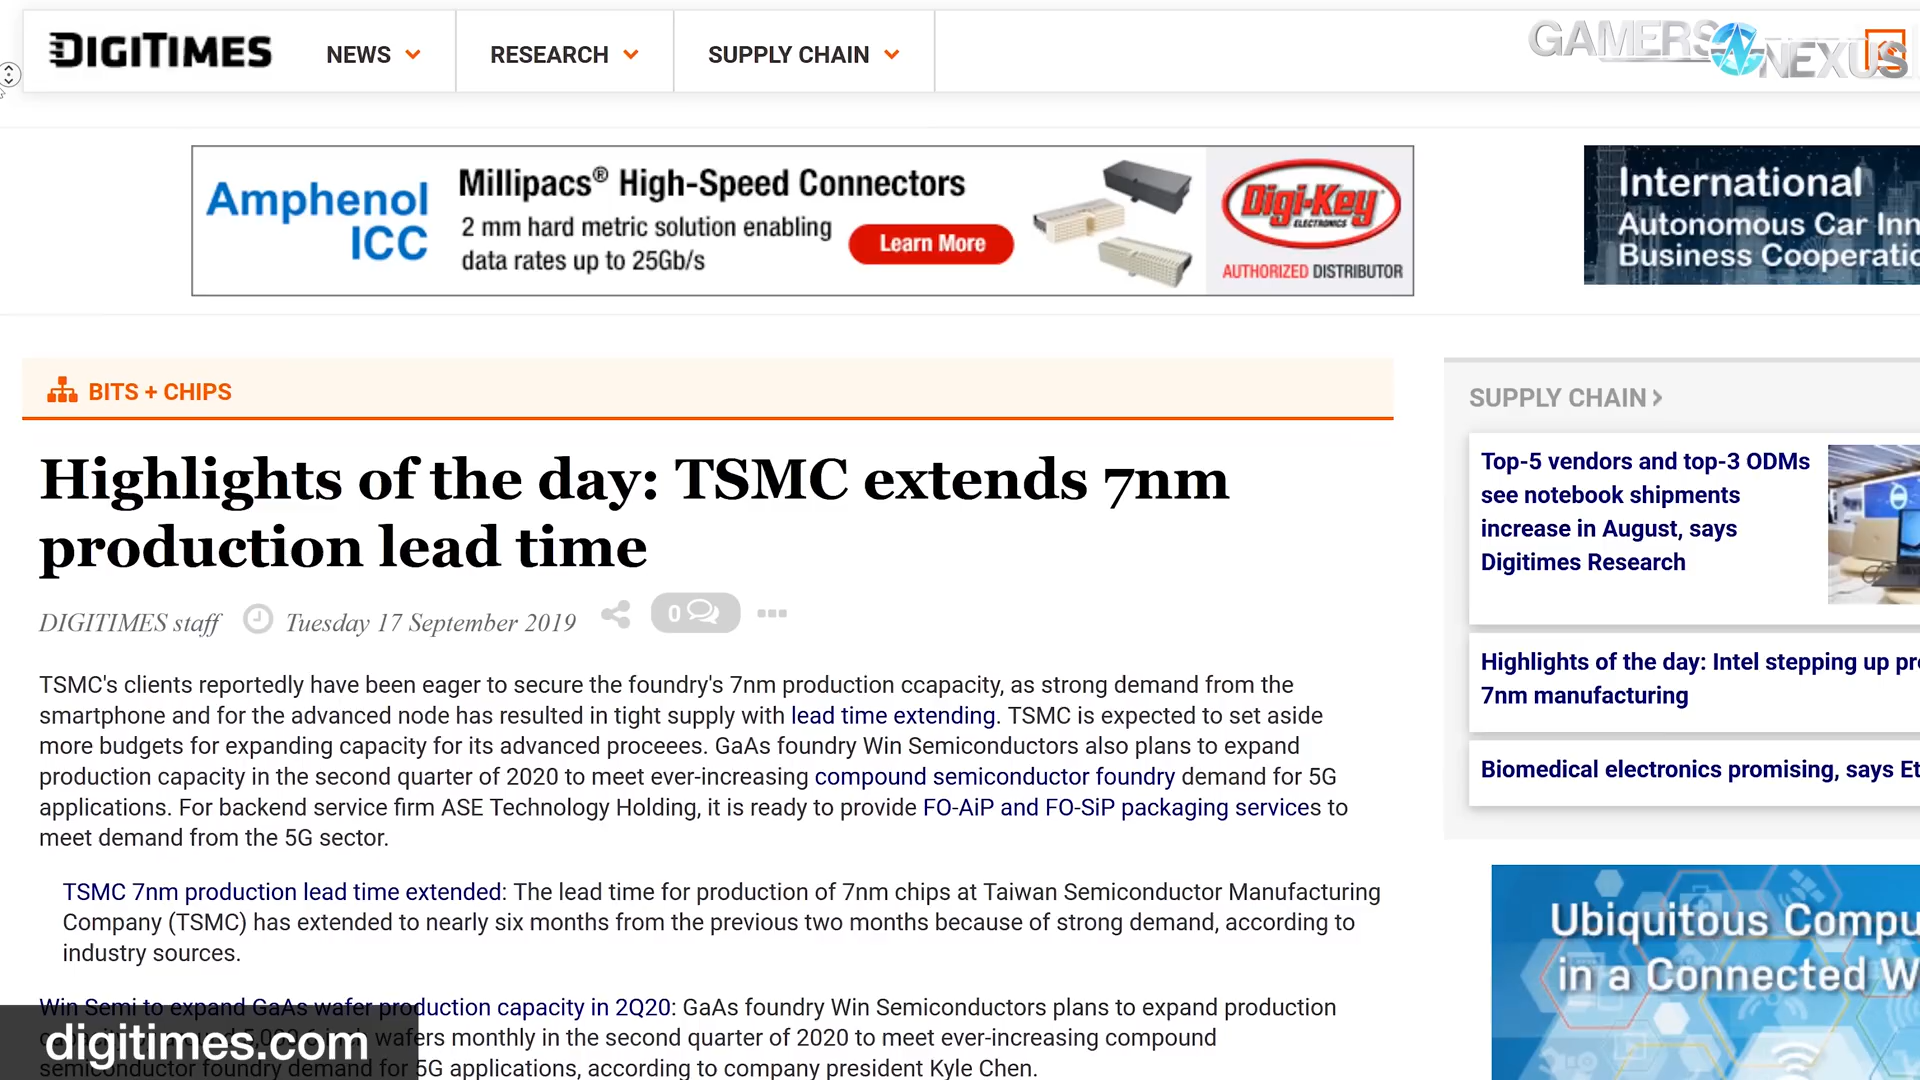 DIGITIMES
NEWS
RESEARCH
SUPPLY CHAIN
GAMERS NEXUS
Amphenol
ICC
Millipacs® High-Speed Connectors
2 mm hard metric solution enabling
data rates up to 25Gb/s
Learn More
Digi-Key
ELECTRONICS
AUTHORIZED DISTRIBUTOR
International
Autonomous Car Inn
Business Cooperatio
BITS + CHIPS
Highlights of the day: TSMC extends 7nm
production lead time
DIGITIMES staff
Tuesday 17 September 2019
0
TSMC's clients reportedly have been eager to secure the foundry's 7nm production ccapacity, as strong demand from the
smartphone and for the advanced node has resulted in tight supply with lead time extending. TSMC is expected to set aside
more budgets for expanding capacity for its advanced proceees. GaAs foundry Win Semiconductors also plans to expand
production capacity in the second quarter of 2020 to meet ever-increasing compound semiconductor foundry demand for 5G
applications. For backend service firm ASE Technology Holding, it is ready to provide FO-AiP and FO-SiP packaging services to
meet demand from the 5G sector.
TSMC 7nm production lead time extended: The lead time for production of 7nm chips at Taiwan Semiconductor Manufacturing
Company (TSMC) has extended to nearly six months from the previous two months because of strong demand, according to
industry sources.
Win Semi to expand GaAs wafer production capacity in 2Q20: GaAs foundry Win Semiconductors plans to expand production
wafers monthly in the second quarter of 2020 to meet ever-increasing compound
semiconductor foundry demand for 5G applications, according to company president Kyle Chen.
digitimes.com
SUPPLY CHAIN
Top-5 vendors and top-3 ODMs
see notebook shipments
increase in August, says
Digitimes Research
Highlights of the day: Intel stepping up pr
7nm manufacturing
Biomedical electronics promising, says Et
Ubiquitous Compu
in a Connected W